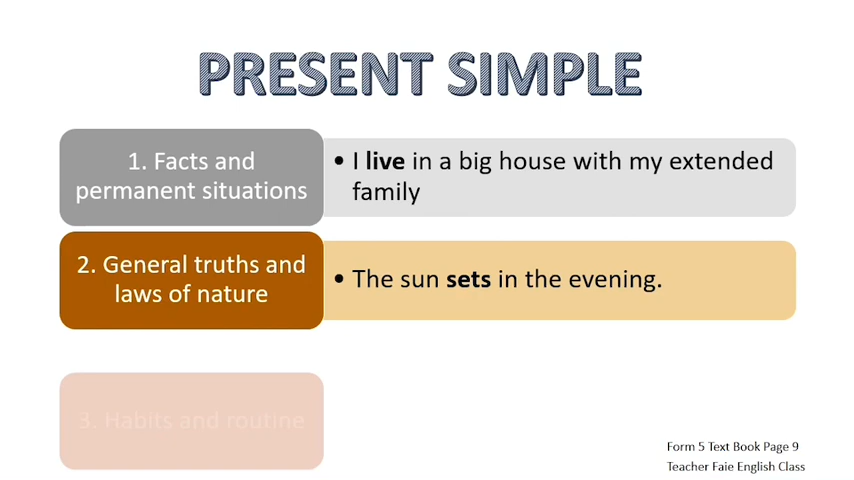 PRESENT SIMPLE
1. Facts and
permanent situations
• I live in a big house with my extended
family
2. General truths and
laws of nature
• The sun sets in the evening.
3. Habits and routine
Form 5 Text Book Page 9
Teacher Faie English Class